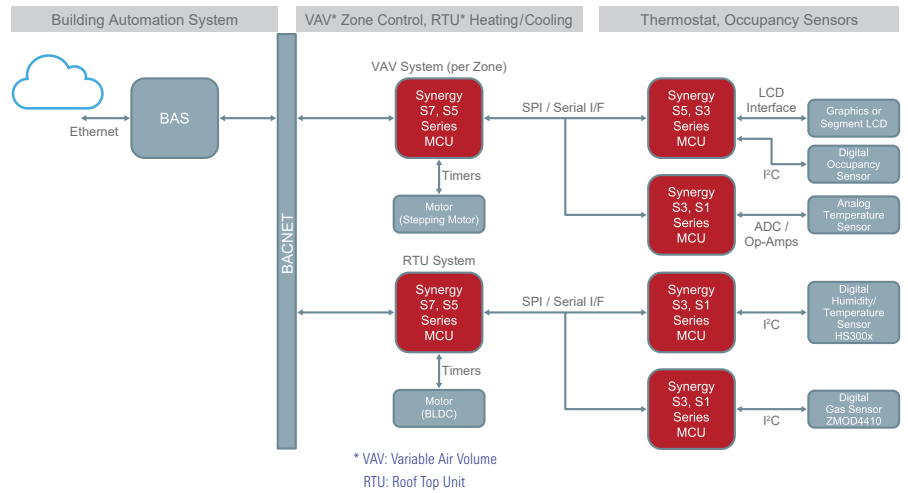 Building Automation System
VAV* Zone Control, RTU* Heating/Cooling
Thermostat, Occupancy Sensors
Ethernet
BAS
BACNET
VAV System (per Zone)
Synergy
S7, S5
Series
MCU
Timers
Motor
(Stepping Motor)
SPI / Serial I/F
Synergy
S5, S3
Series
MCU
LCD
Interface
Graphics or
Segment LCD
I²C
Digital
Occupancy
Sensor
Synergy
S3, S1
Series
MCU
ADC /
Op-Amps
Analog
Temperature
Sensor
RTU System
Synergy
S7, S5
Series
MCU
Timers
Motor
(BLDC)
SPI / Serial I/F
Synergy
S3, S1
Series
MCU
I²C
Digital
Humidity/
Temperature
Sensor
HS300x
Synergy
S3, S1
Series
MCU
I²C
Digital
Gas Sensor
ZMOD4410
* VAV: Variable Air Volume
RTU: Roof Top Unit